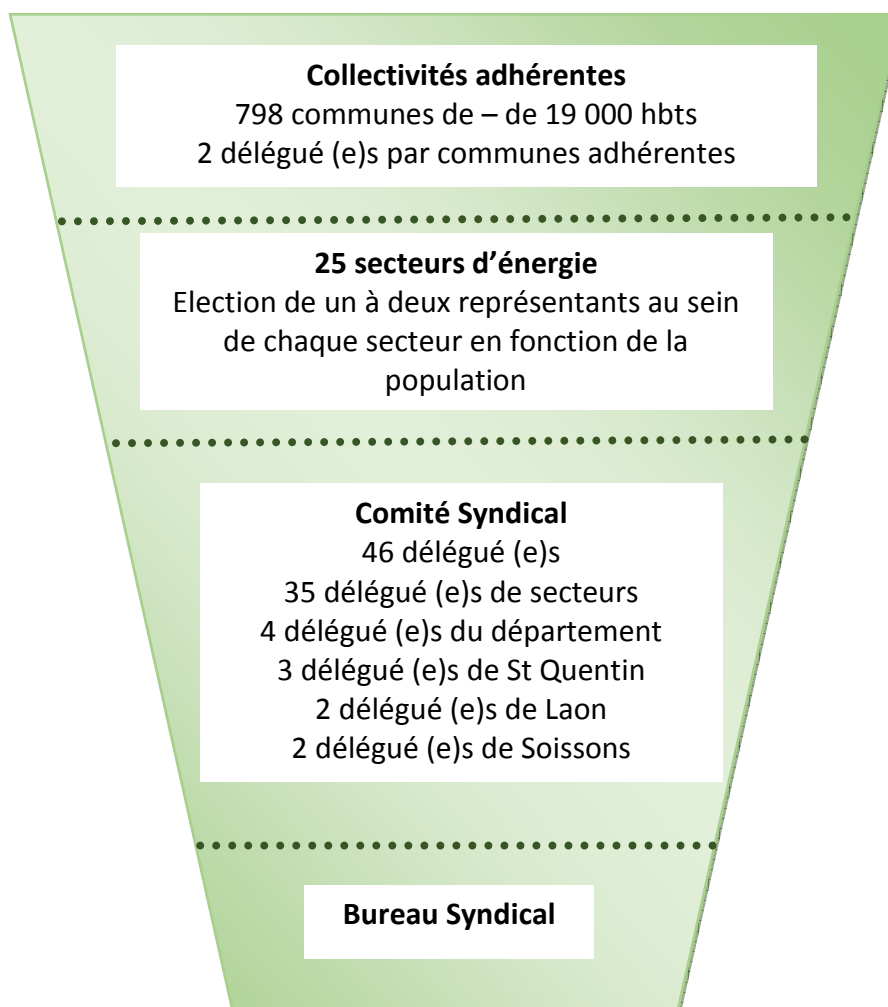 Collectivités adhérentes
798 communes de – de 19 000 hbts
2 délégué (e)s par communes adhérentes
25 secteurs d’énergie
Election de un à deux représentants au sein
de chaque secteur en fonction de la
population
Comité Syndical
46 délégué (e)s
35 délégué (e)s de secteurs
4 délégué (e)s du département
3 délégué (e)s de St Quentin
2 délégué (e)s de Laon
2 délégué (e)s de Soissons
Bureau Syndical